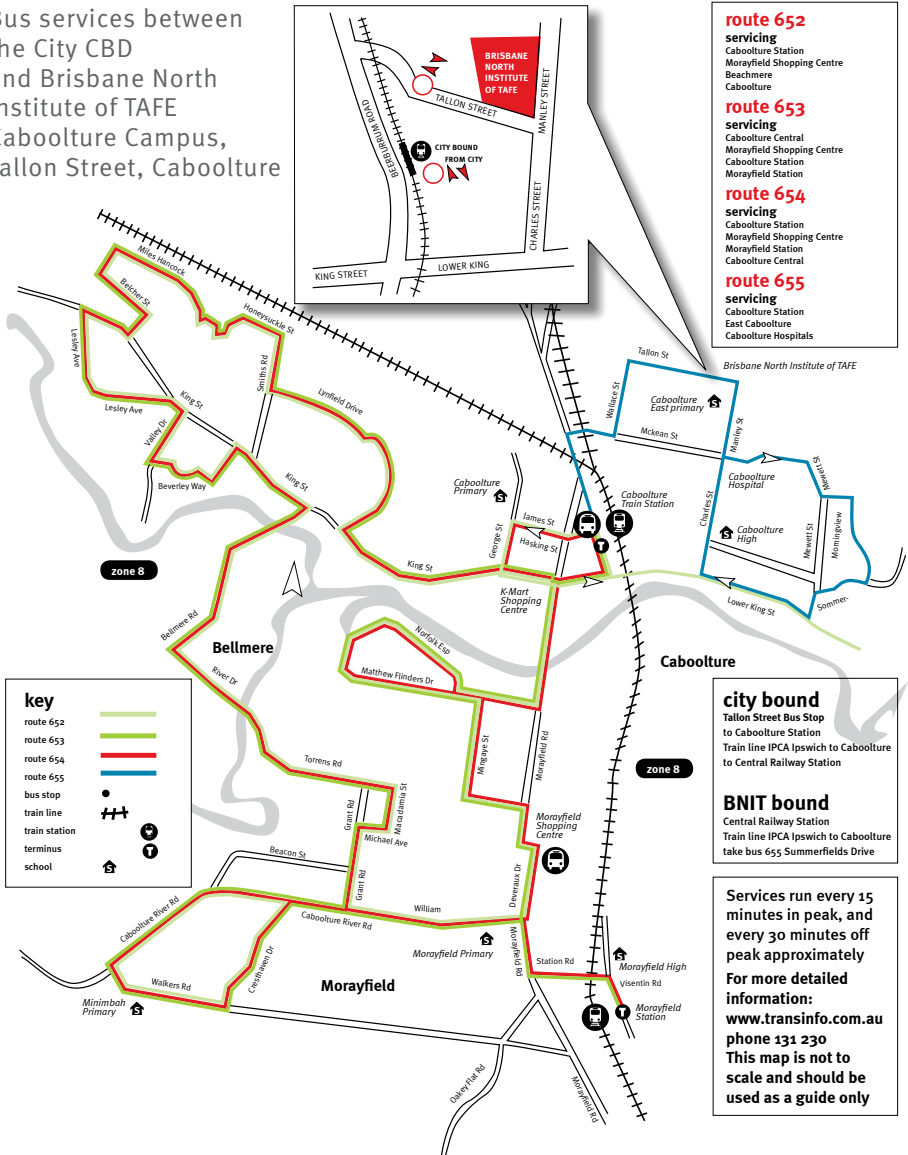 Bus services between
the City CBD
and Brisbane North
Institute of TAFE
Caboolture Campus,
Tallon Street, Caboolture
BRISBANE
NORTH
INSTITUTE
OF TAFE
TALLON STREET
MANLEY STREET
BEERBURRUM ROAD
CITY BOUND
FROM CITY
CHARLES STREET
KING STREET
LOWER KING
route 652
servicing
Caboolture Station
Morayfield Shopping Centre
Beachmere
Caboolture
route 653
servicing
Caboolture Central
Morayfield Shopping Centre
Caboolture Station
Morayfield Station
route 654
servicing
Caboolture Station
Morayfield Shopping Centre
Morayfield Station
Caboolture Central
route 655
servicing
Caboolture Station
East Caboolture
Caboolture Hospitals
Brisbane North Institute of TAFE
Miles Hancock
Belcher St
Honeysuckle St
Lesley Ave
Smiths Rd
King St
Lynfield Drive
Lesley Ave
Valley Dr
Beverley Way
King St
Tallon St
Wallace St
Caboolture
East primary
S
Mckean St
Manley St
Caboolture
Primary
S
Caboolture
Train Station
Caboolture
Hospital
Mewett St
Charles St
Caboolture
High
S
Mewett St
Morningview
George St
James St
Hasking St
T
King St
K-Mart
Shopping
Centre
Lower King St
Sommer-
zone 8
Bellmere Rd
Bellmere
Norfolk Esp
Matthew Flinders Dr
River Dr
Caboolture
Mingaye St
Morayfield Rd
zone 8
key
route 652
route 653
route 654
route 655
bus stop
train line
train station
terminus
T
school
S
Torrens Rd
Grant Rd
Macadamia St
Michael Ave
Beacon St
Grant Rd
Morayfield
Shopping
Centre
Deveraux Dr
Caboolture River Rd
Caboolture River Rd
William
Cresthaven Dr
Morayfield Primary
S
Morayfield Rd
Station Rd
S
Morayfield High
Visentin Rd
Walkers Rd
Morayfield
Minimbah
Primary
S
T
Morayfield
Station
Oakey Flat Rd
Morayfield Rd
city bound
Tallon Street Bus Stop
to Caboolture Station
Train line IPCA Ipswich to Caboolture
to Central Railway Station
BNIT bound
Central Railway Station
Train line IPCA Ipswich to Caboolture
take bus 655 Summerfields Drive
Services run every 15
minutes in peak, and
every 30 minutes off
peak approximately
For more detailed
information:
www.transinfo.com.au
phone 131 230
This map is not to
scale and should be
used as a guide only